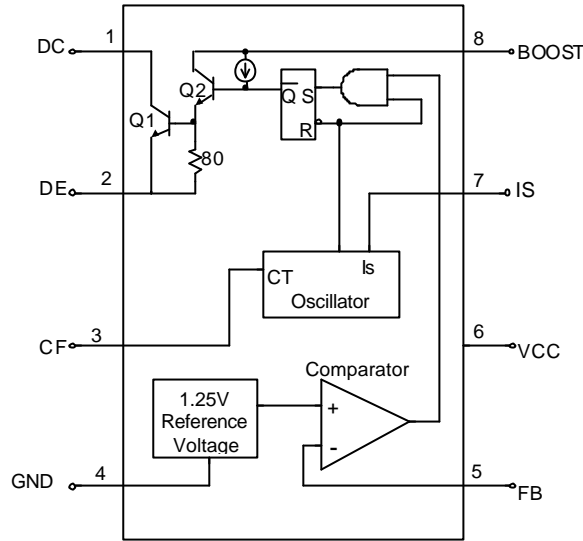 DC 1
8 BOOST
Q2
Q S
Q1
R
80
DE 2
7 IS
CT Is
Oscillator
CF 3
6 VCC
Comparator
1.25V
Reference
Voltage
+
-
GND 4
5 FB